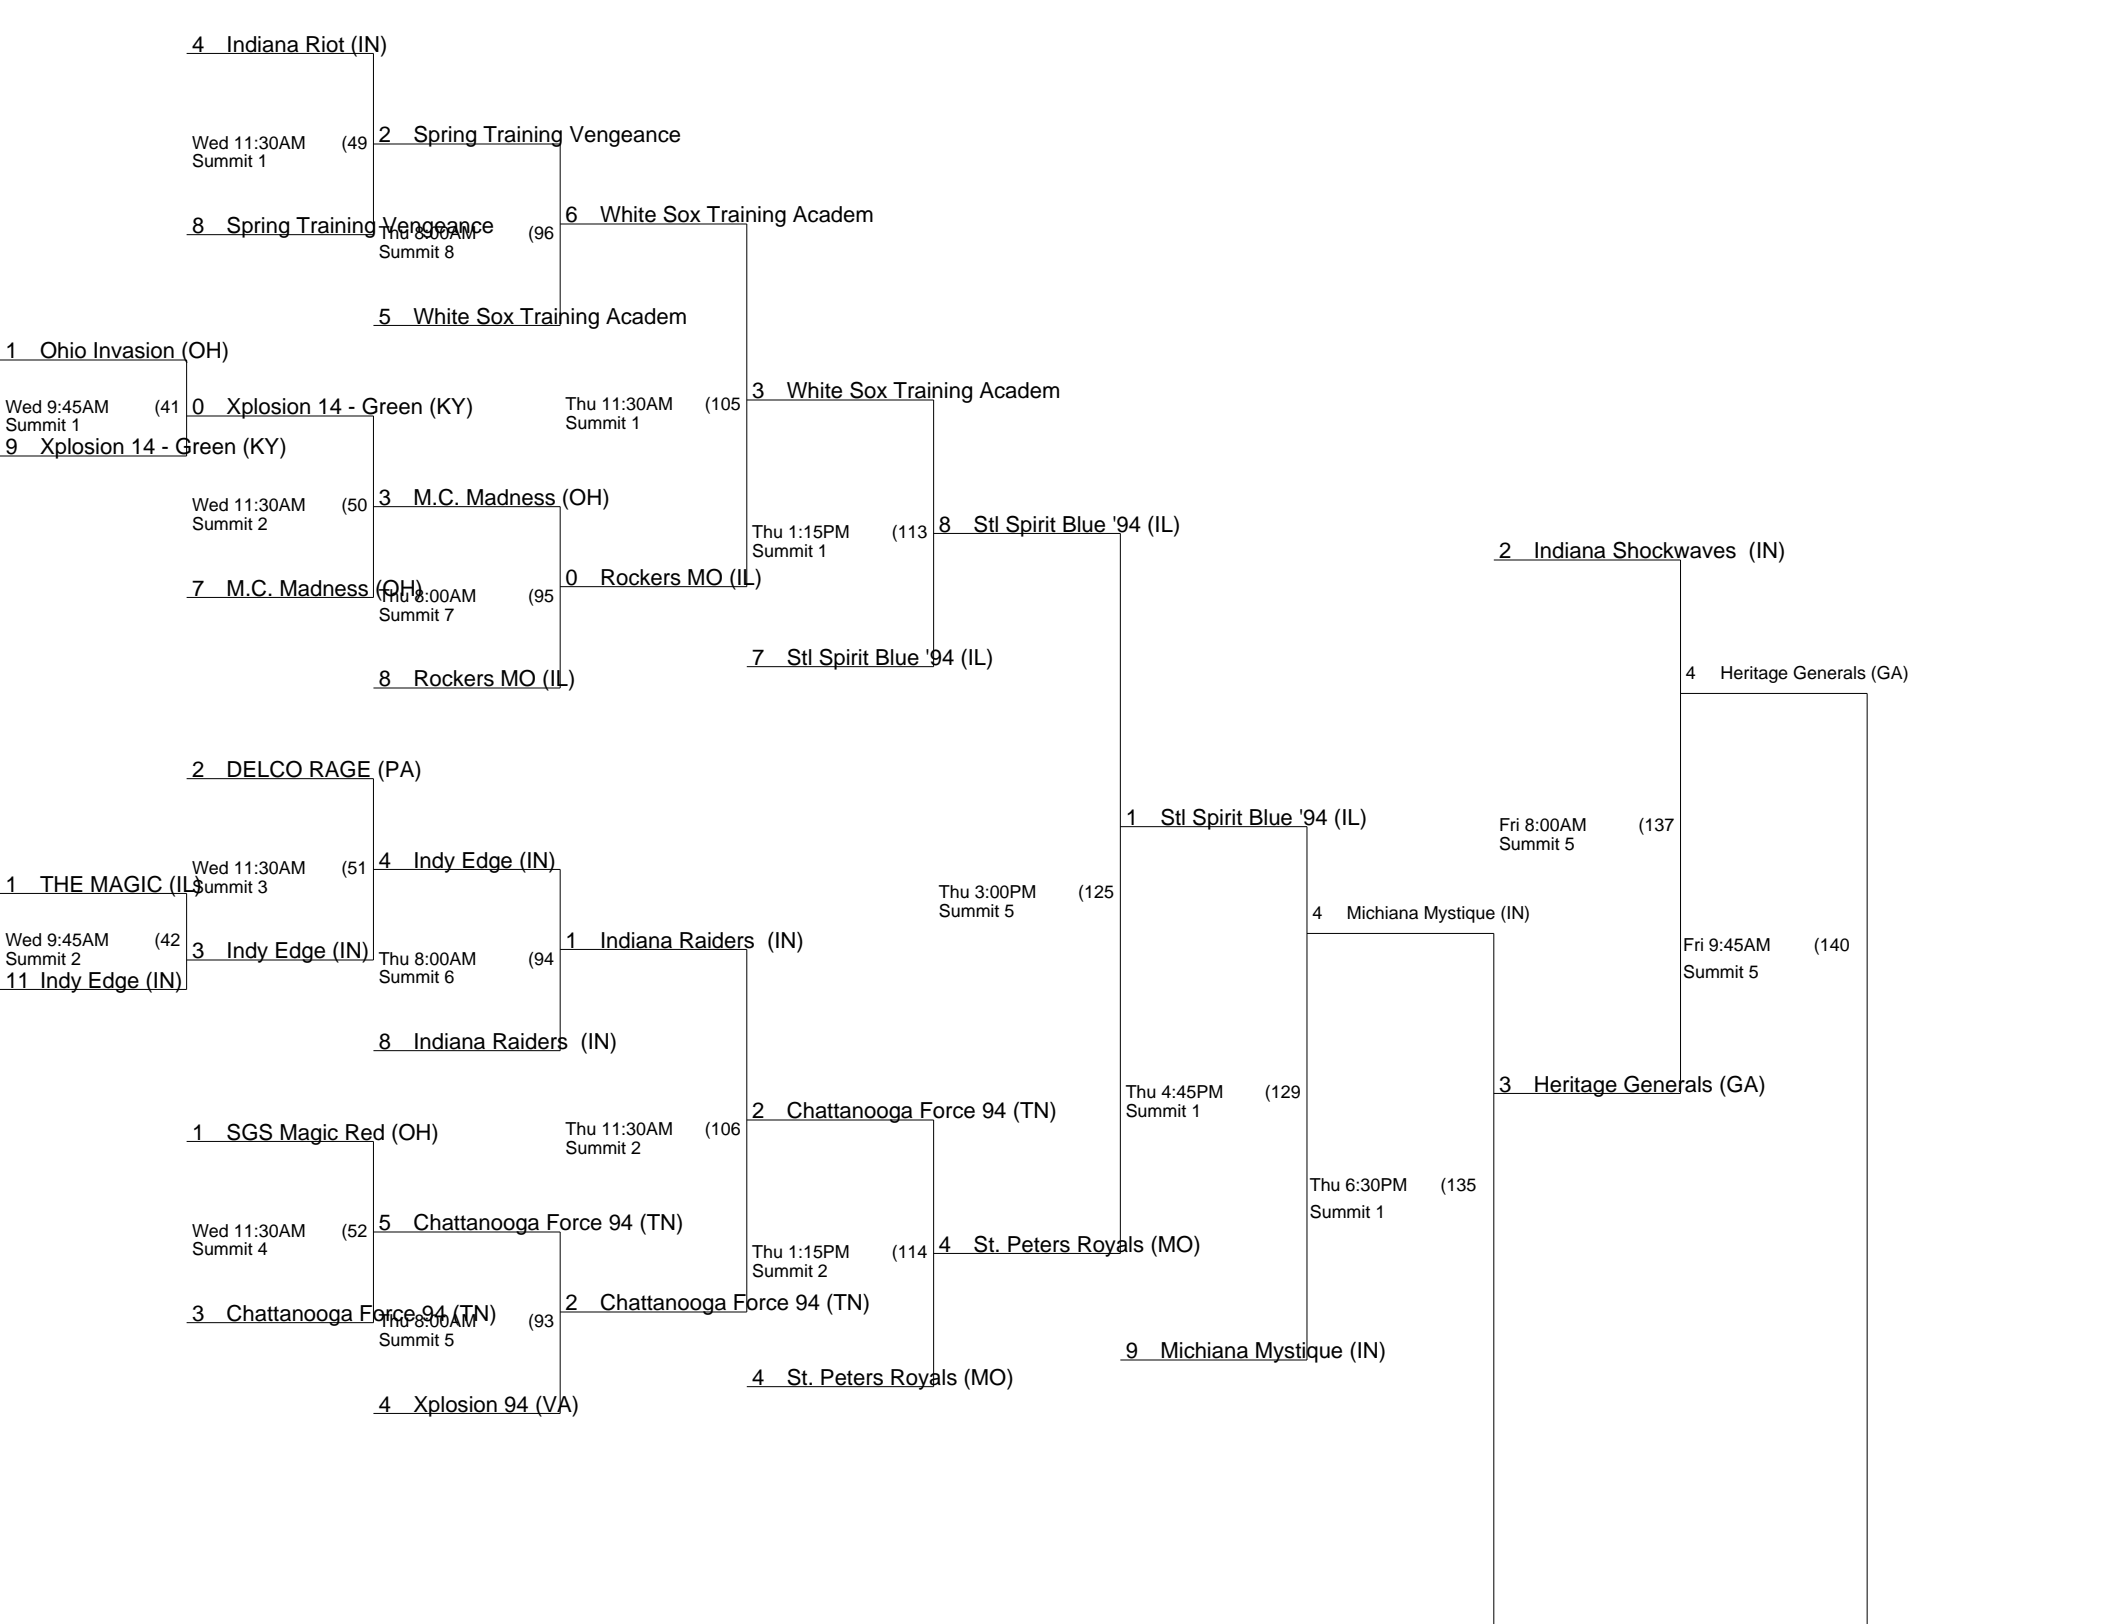 4 Indiana Riot (IN)
Wed 11:30AM (49
Summit 1
8 Spring Training Vengeance
1 Ohio Invasion (OH)
Wed 9:45AM (41
Summit 1
9 Xplosion 14 - Green (KY)
0 Xplosion 14 - Green (KY)
Wed 11:30AM (50
Summit 2
7 M.C. Madness (OH)
2 DELCO RAGE (PA)
Wed 11:30AM (51
Summit 3
1 THE MAGIC (IL)
Wed 9:45AM (42
Summit 2
11 Indy Edge (IN)
3 Indy Edge (IN)
1 SGS Magic Red (OH)
Wed 11:30AM (52
Summit 4
3 Chattanooga Force 94 (TN)
2 Spring Training Vengeance
Thu 8:00AM (96
Summit 8
5 White Sox Training Academ
3 M.C. Madness (OH)
Thu 8:00AM (95
Summit 7
8 Rockers MO (IL)
4 Indy Edge (IN)
Thu 8:00AM (94
Summit 6
8 Indiana Raiders (IN)
5 Chattanooga Force 94 (TN)
Thu 8:00AM (93
Summit 5
4 Xplosion 94 (VA)
6 White Sox Training Academ
Thu 11:30AM (105
Summit 1
0 Rockers MO (IL)
1 Indiana Raiders (IN)
Thu 11:30AM (106
Summit 2
2 Chattanooga Force 94 (TN)
3 White Sox Training Academ
Thu 1:15PM (113
Summit 1
7 Stl Spirit Blue '94 (IL)
2 Chattanooga Force 94 (TN)
Thu 1:15PM (114
Summit 2
4 St. Peters Royals (MO)
8 Stl Spirit Blue '94 (IL)
Thu 3:00PM (125
Summit 5
4 St. Peters Royals (MO)
1 Stl Spirit Blue '94 (IL)
Thu 4:45PM (129
Summit 1
9 Michiana Mystique (IN)
4 Michiana Mystique (IN)
Thu 6:30PM (135
Summit 1
2 Indiana Shockwaves (IN)
Fri 8:00AM (137
Summit 5
3 Heritage Generals (GA)
4 Heritage Generals (GA)
Fri 9:45AM (140
Summit 5